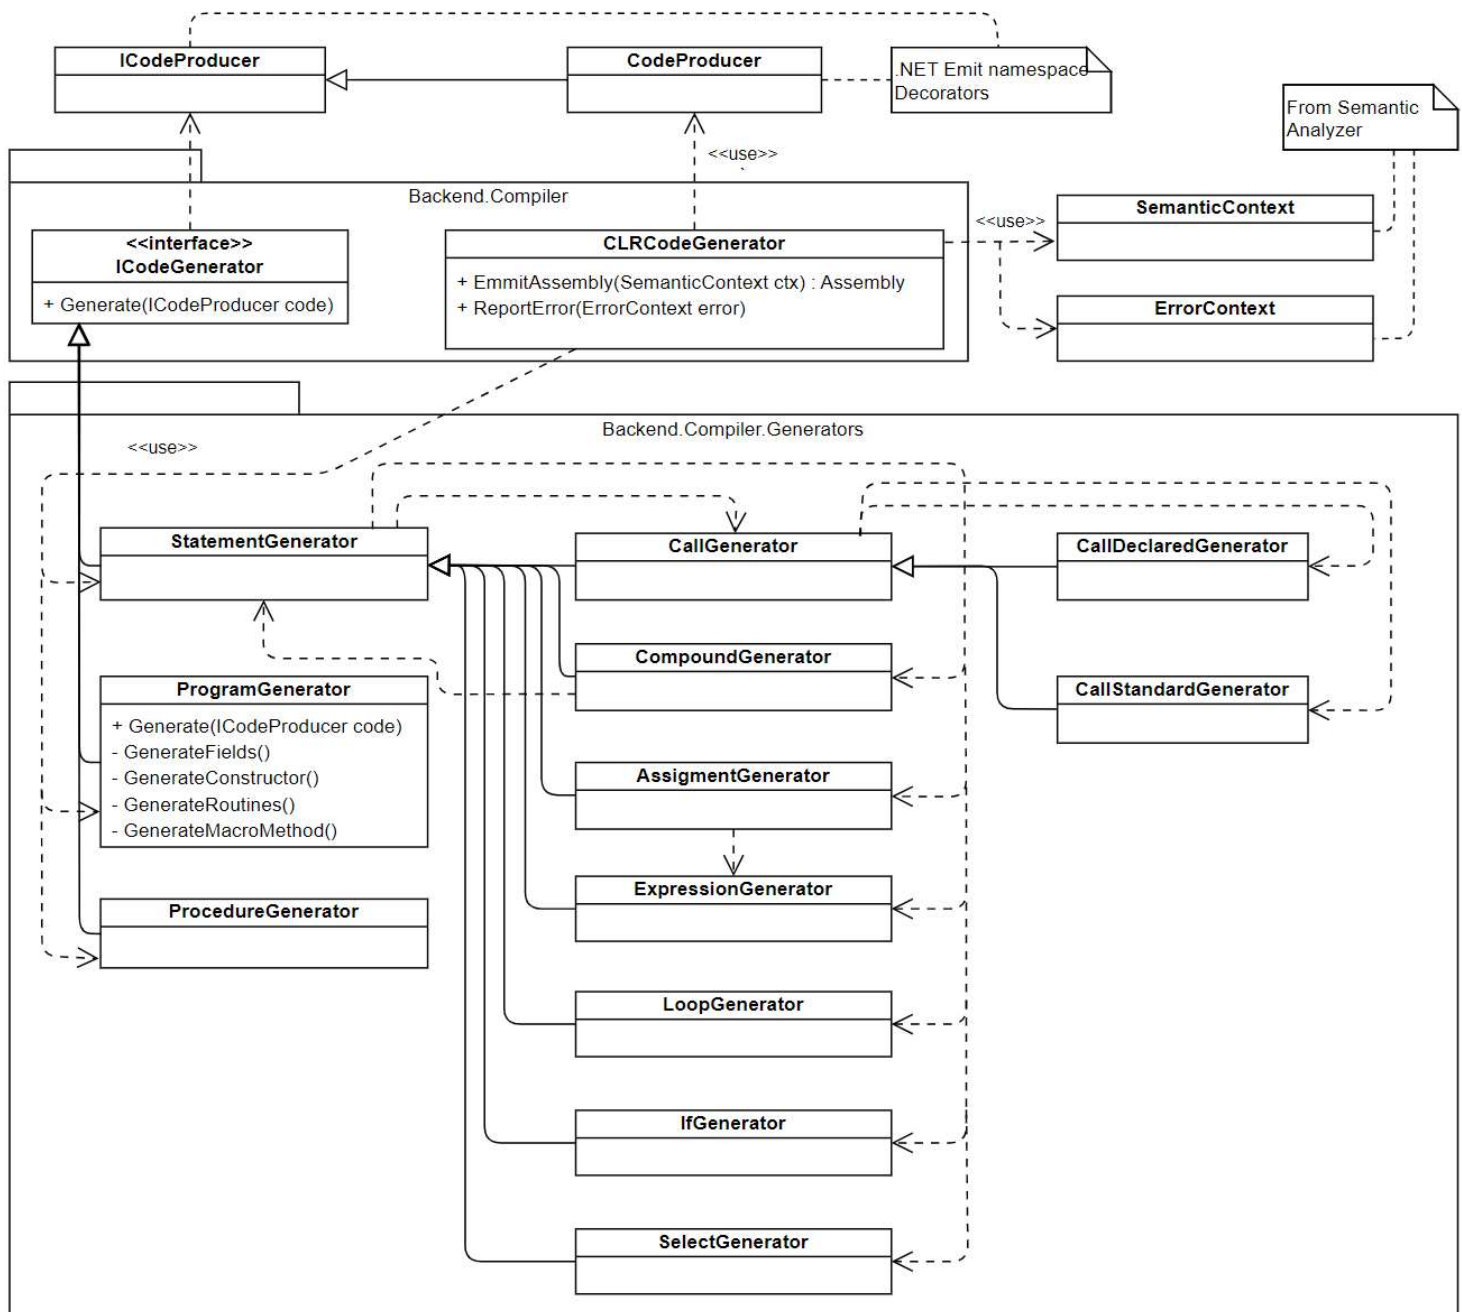 ICodeProducer
CodeProducer
.NET Emit namespace
Decorators
From Semantic
Analyzer
<<use>>
Backend.Compiler
<<interface>>
ICodeGenerator
+ Generate(ICodeProducer code)
CLRCodeGenerator
+ EmmitAssembly(SemanticContext ctx) : Assembly
+ ReportError(ErrorContext error)
<<use>>
SemanticContext
ErrorContext
Backend.Compiler.Generators
<<use>>
StatementGenerator
CallGenerator
CallDeclaredGenerator
CompoundGenerator
CallStandardGenerator
ProgramGenerator
+ Generate(ICodeProducer code)
- GenerateFields()
- GenerateConstructor()
- GenerateRoutines()
- GenerateMacroMethod()
AssigmentGenerator
ExpressionGenerator
ProcedureGenerator
LoopGenerator
IfGenerator
SelectGenerator